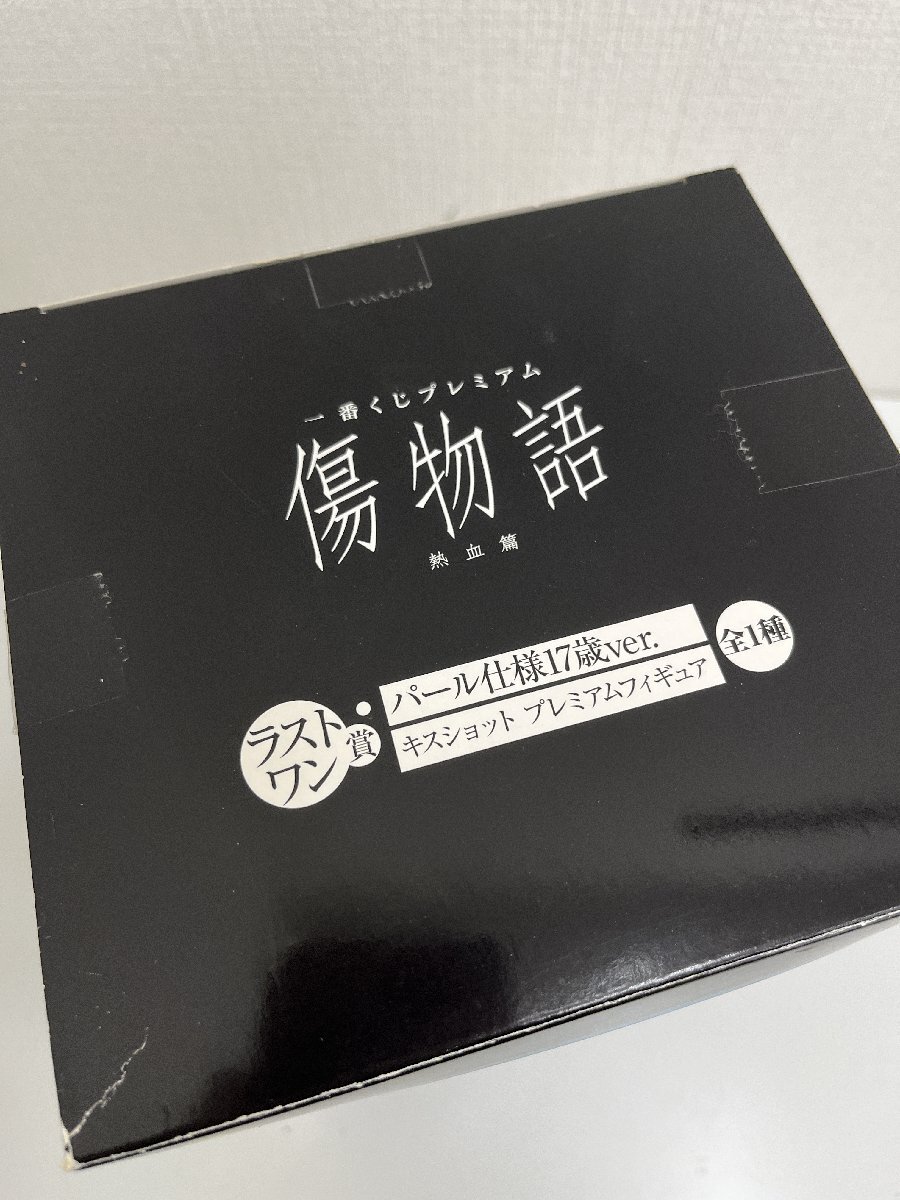 一番くじプレミアム
傷物語
熱血篇
ラストワン賞
パール仕様17歳ver.
キスショット プレミアムフィギュア
全1種